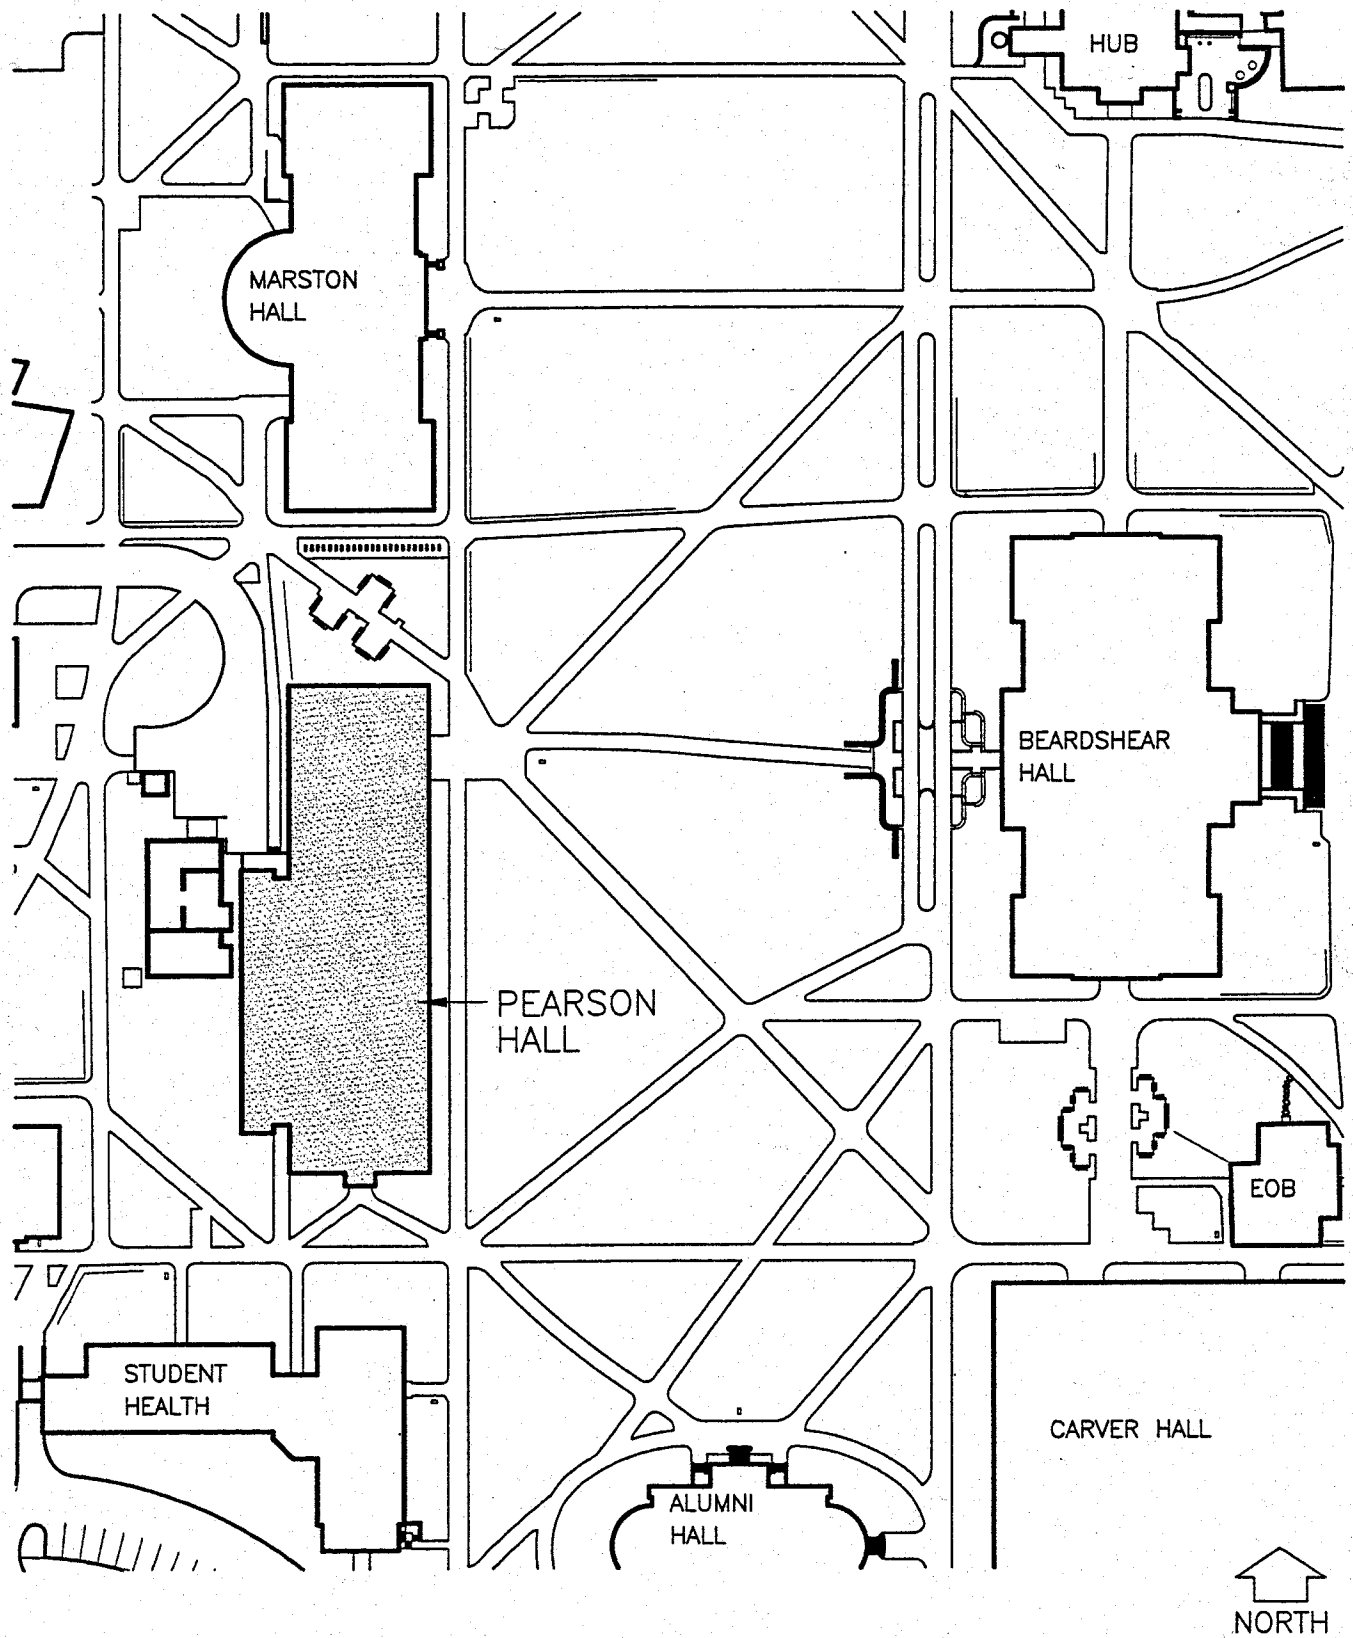 HUB
MARSTON
HALL
BEARDSHEAR
HALL
PEARSON
HALL
EOB
STUDENT
HEALTH
CARVER HALL
ALUMNI
HALL
NORTH